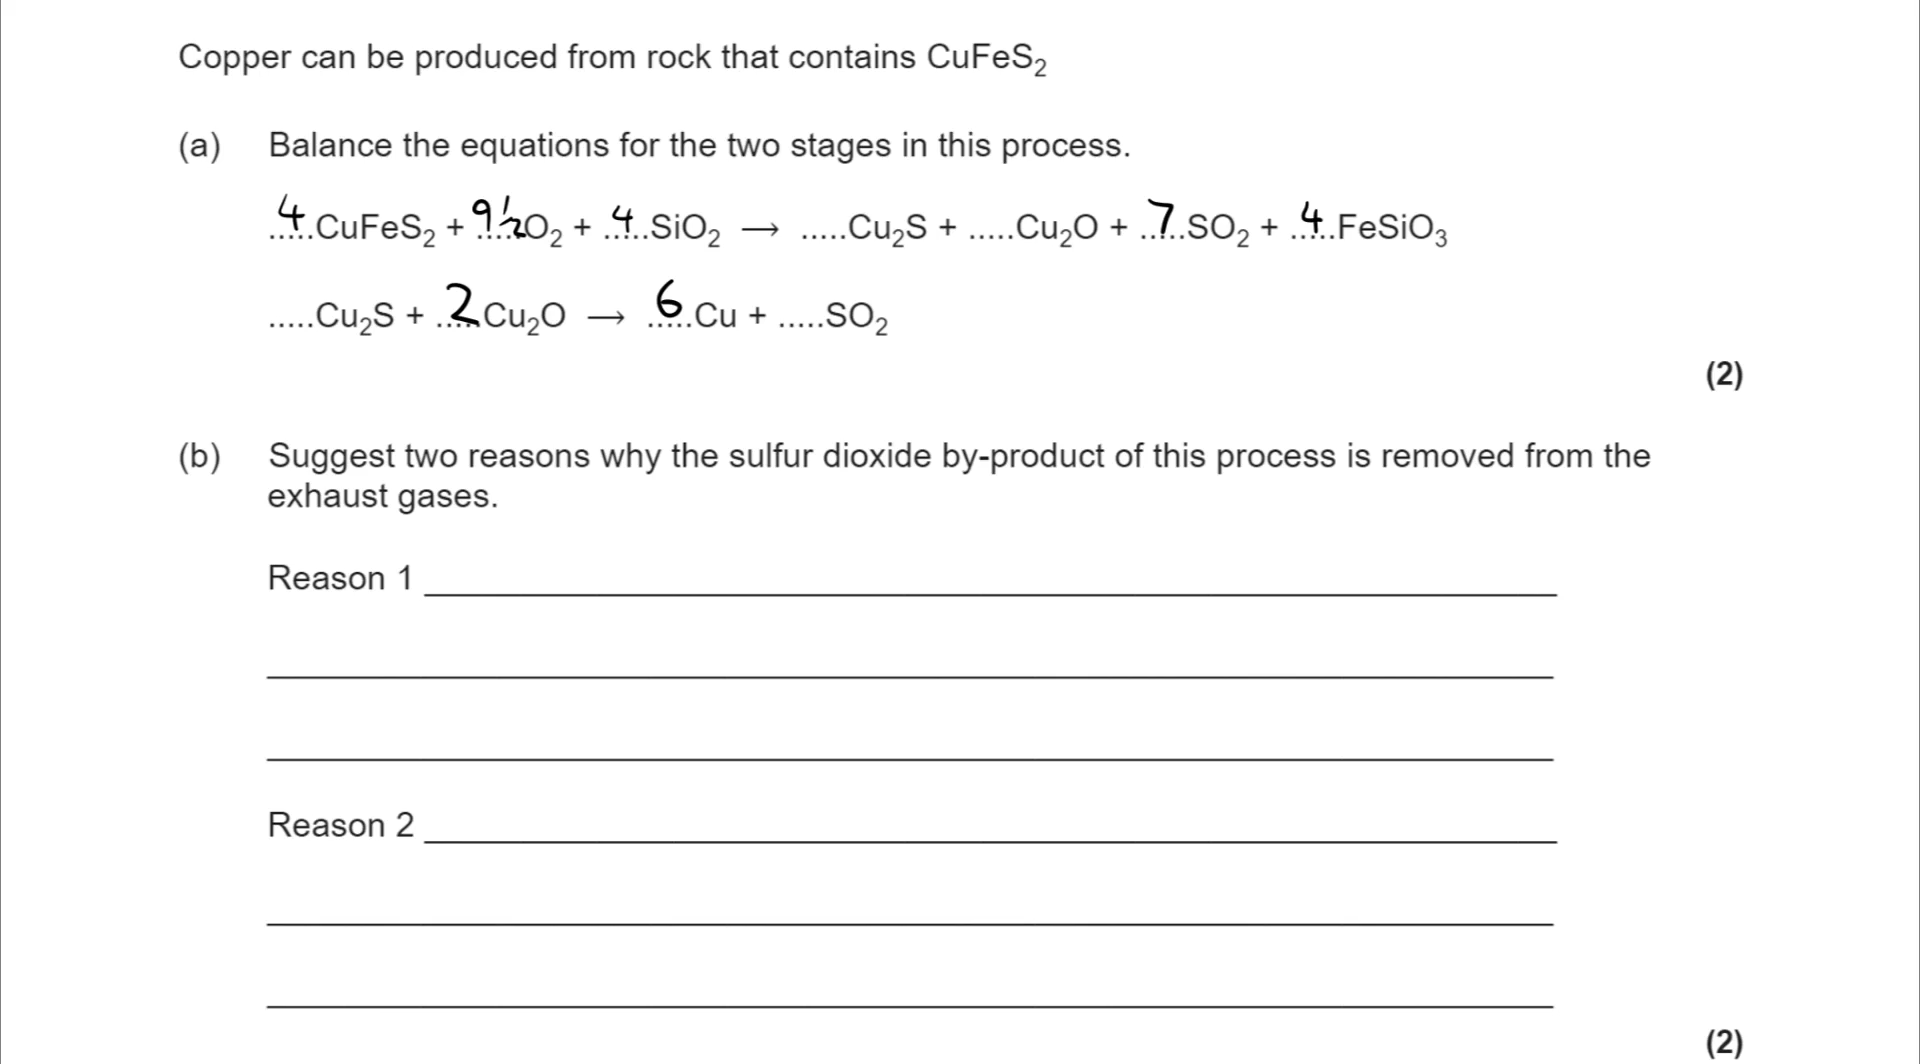 Copper can be produced from rock that contains CuFeS₂
(a) Balance the equations for the two stages in this process.
4 CuFeS₂ + 9½ O₂ + 4 SiO₂ → .....Cu₂S + .....Cu₂O + 7 SO₂ + 4 FeSiO₃
.....Cu₂S + 2 Cu₂O → 6 Cu + .....SO₂
(2)
(b) Suggest two reasons why the sulfur dioxide by-product of this process is removed from the
exhaust gases.
Reason 1
Reason 2
(2)